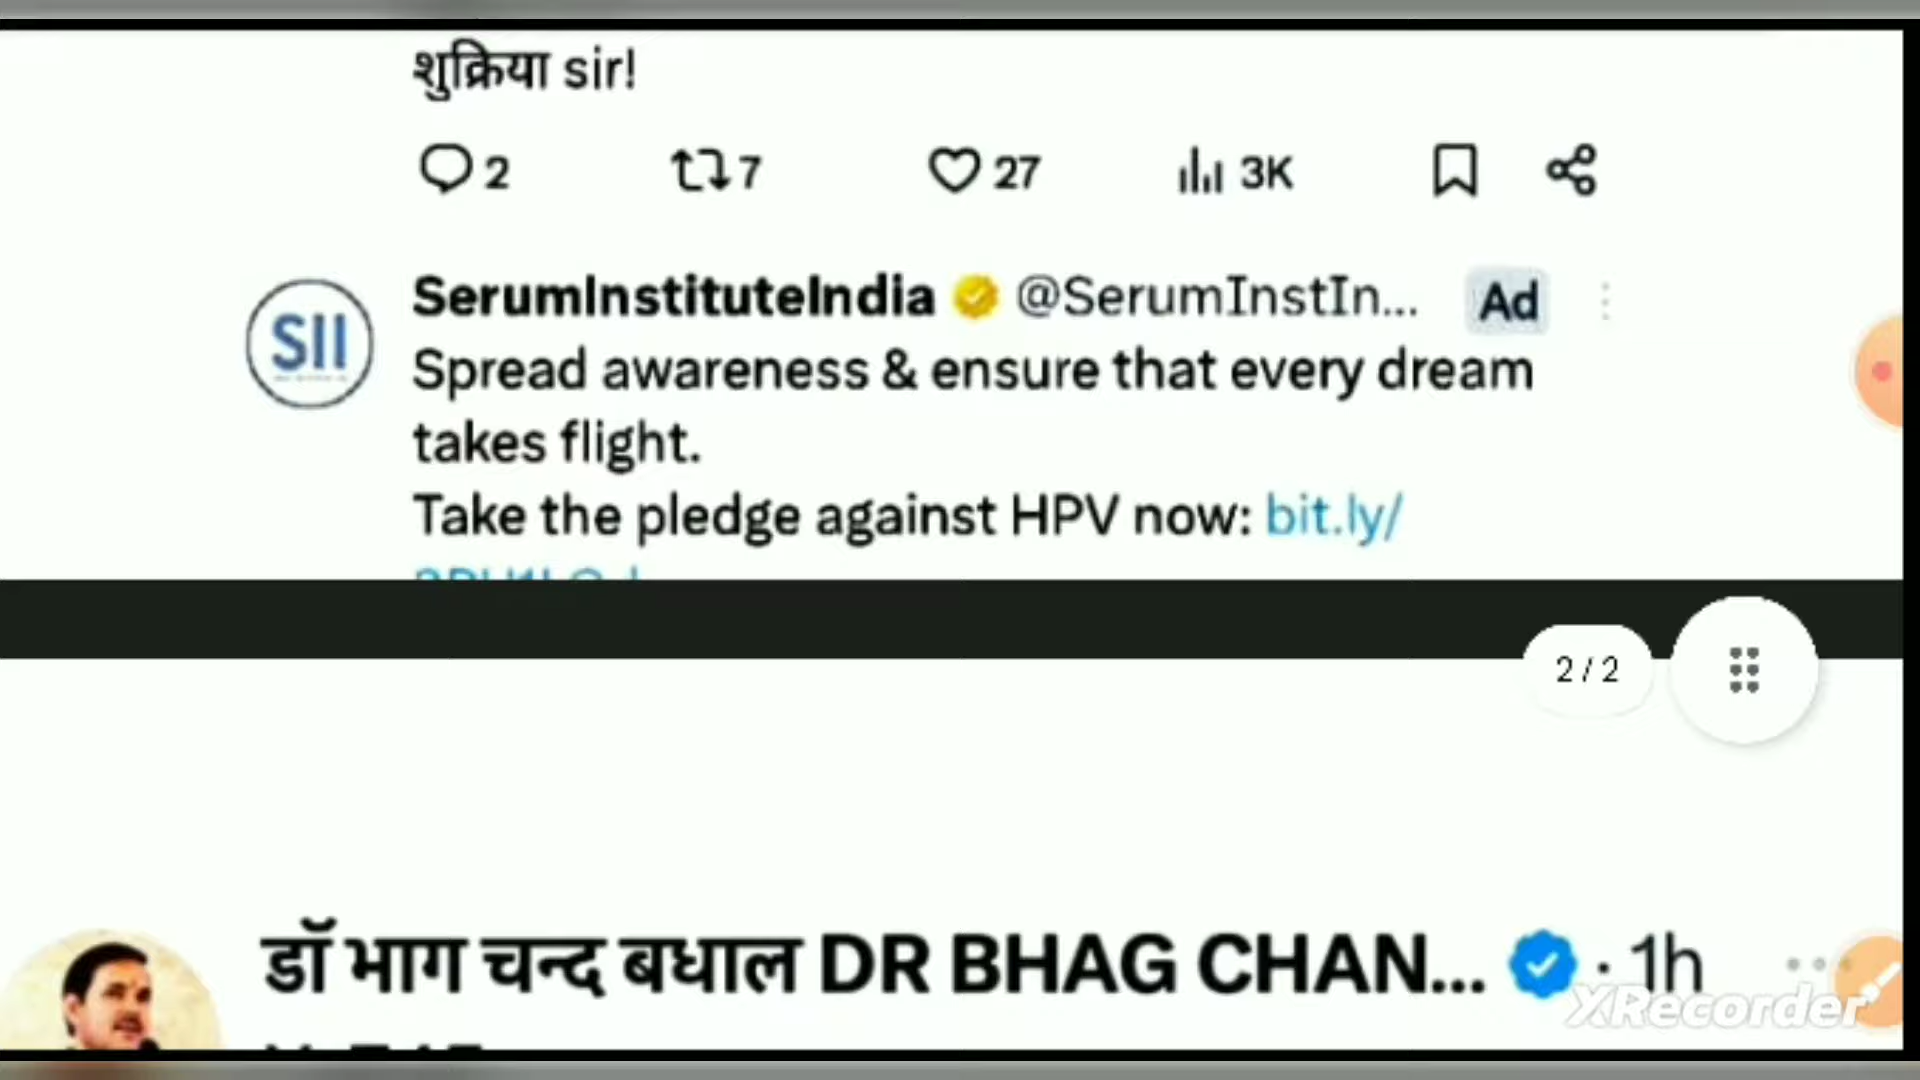 शुक्रिया sir!
2 7 27 3K
SII
SerumInstituteIndia @SerumInstIn... Ad
Spread awareness & ensure that every dream
takes flight.
Take the pledge against HPV now: bit.ly/
2/2
डॉ भाग चन्द बधाल DR BHAG CHAN... · 1h
XRecorder